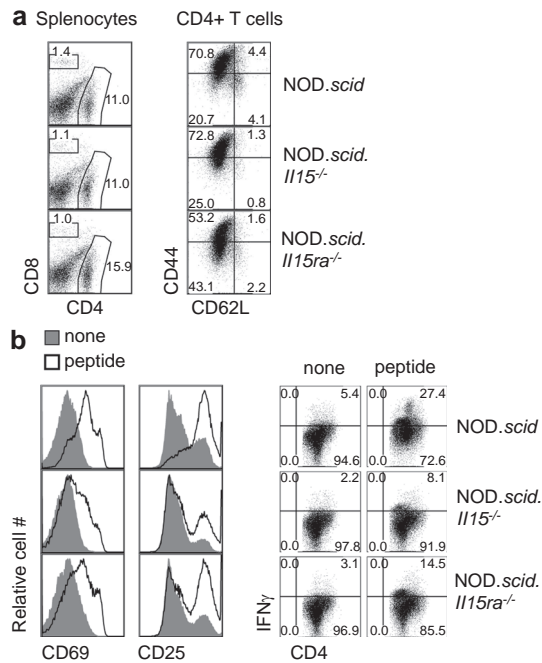 a Splenocytes CD4+ T cells
1.4 70.8 4.4
11.0 NOD.scid
20.7 4.1
1.1 72.8 1.3
11.0 NOD.scid.
Il15-/-
25.0 0.8
1.0 53.2 1.6
15.9 NOD.scid.
Il15ra-/-
43.1 2.2
CD8 CD44
CD4 CD62L
b none
peptide
none peptide
0.0 5.4 0.0 27.4
NOD.scid
0.0 94.6 0.0 72.6
0.0 2.2 0.0 8.1
NOD.scid.
Il15-/-
0.0 97.8 0.0 91.9
0.0 3.1 0.0 14.5
NOD.scid.
Il15ra-/-
0.0 96.9 0.0 85.5
Relative cell # IFNγ
CD69 CD25 CD4